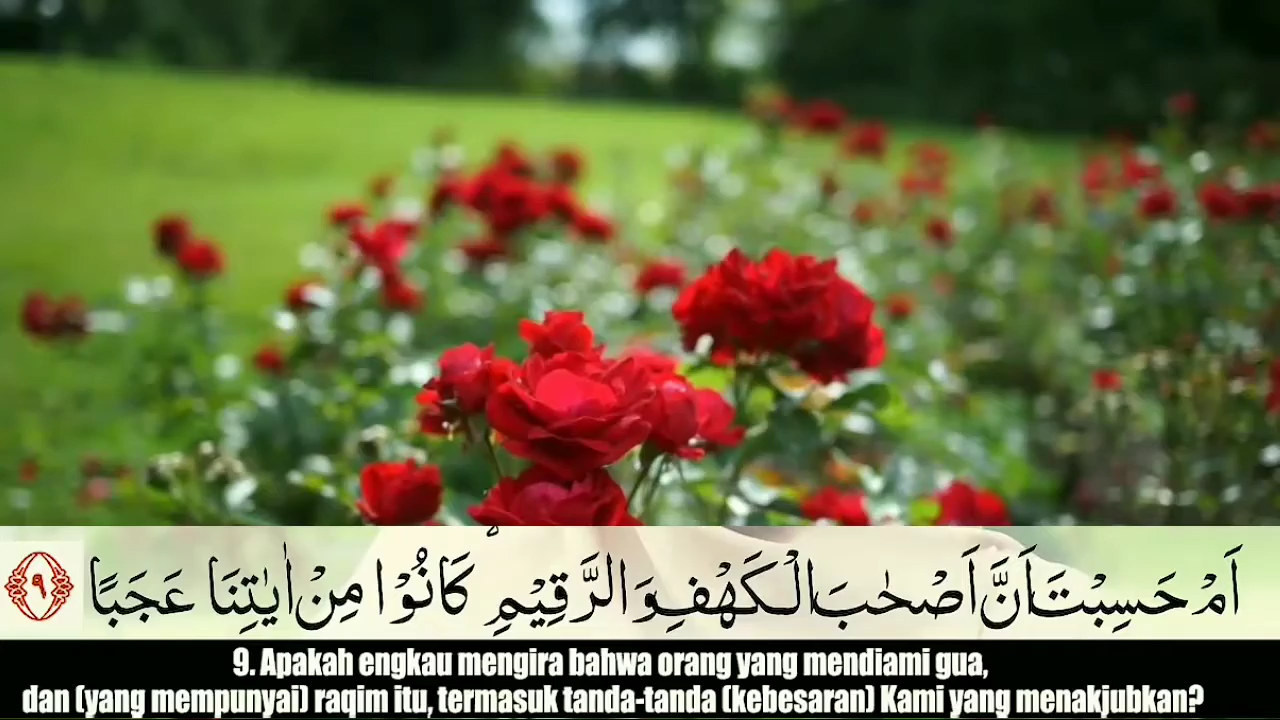 اَمْ حَسِبْتَ اَنَّ اَصْحٰبَ الْكَهْفِ وَالرَّقِيْمِۙ كَانُوْا مِنْ اٰيٰتِنَا عَجَبًا ٩
9. Apakah engkau mengira bahwa orang yang mendiami gua,
dan (yang mempunyai) raqim itu, termasuk tanda-tanda (kebesaran) Kami yang menakjubkan?